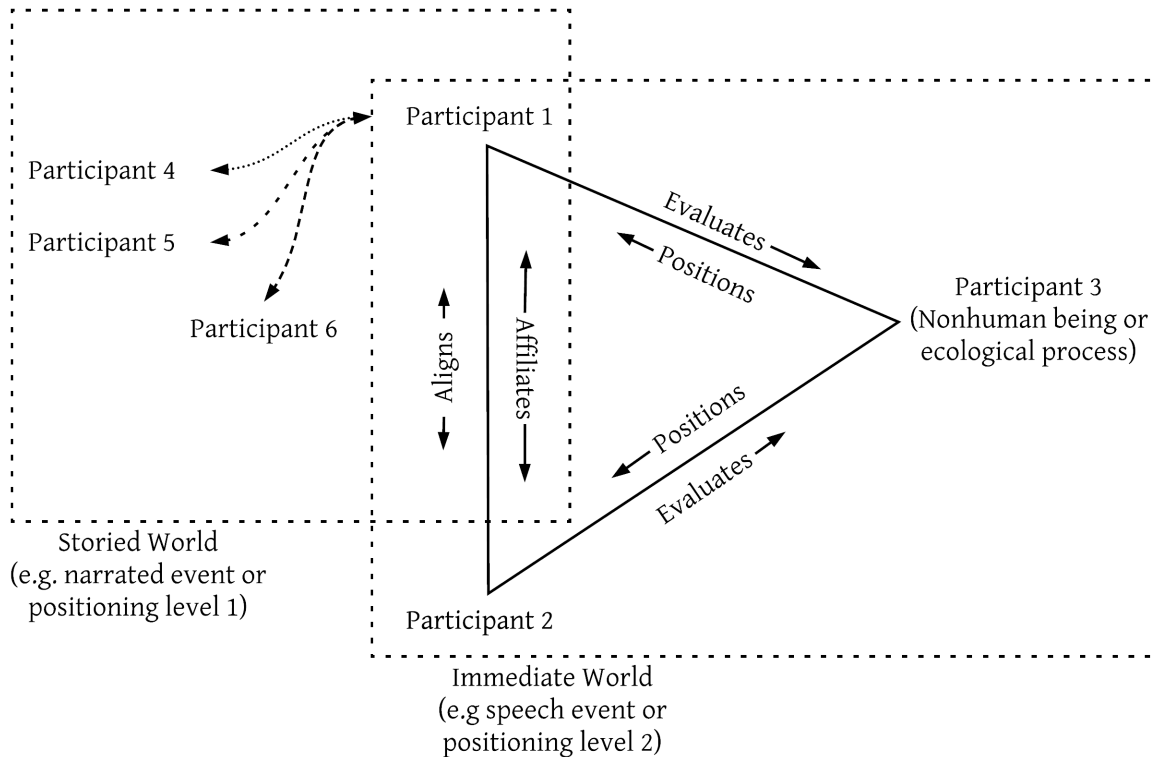 Participant 1
Participant 4
Participant 5
Participant 6
Evaluates
Positions
Participant 3
(Nonhuman being or
ecological process)
Aligns
Affiliates
Positions
Evaluates
Storied World
(e.g. narrated event or
positioning level 1)
Participant 2
Immediate World
(e.g speech event or
positioning level 2)